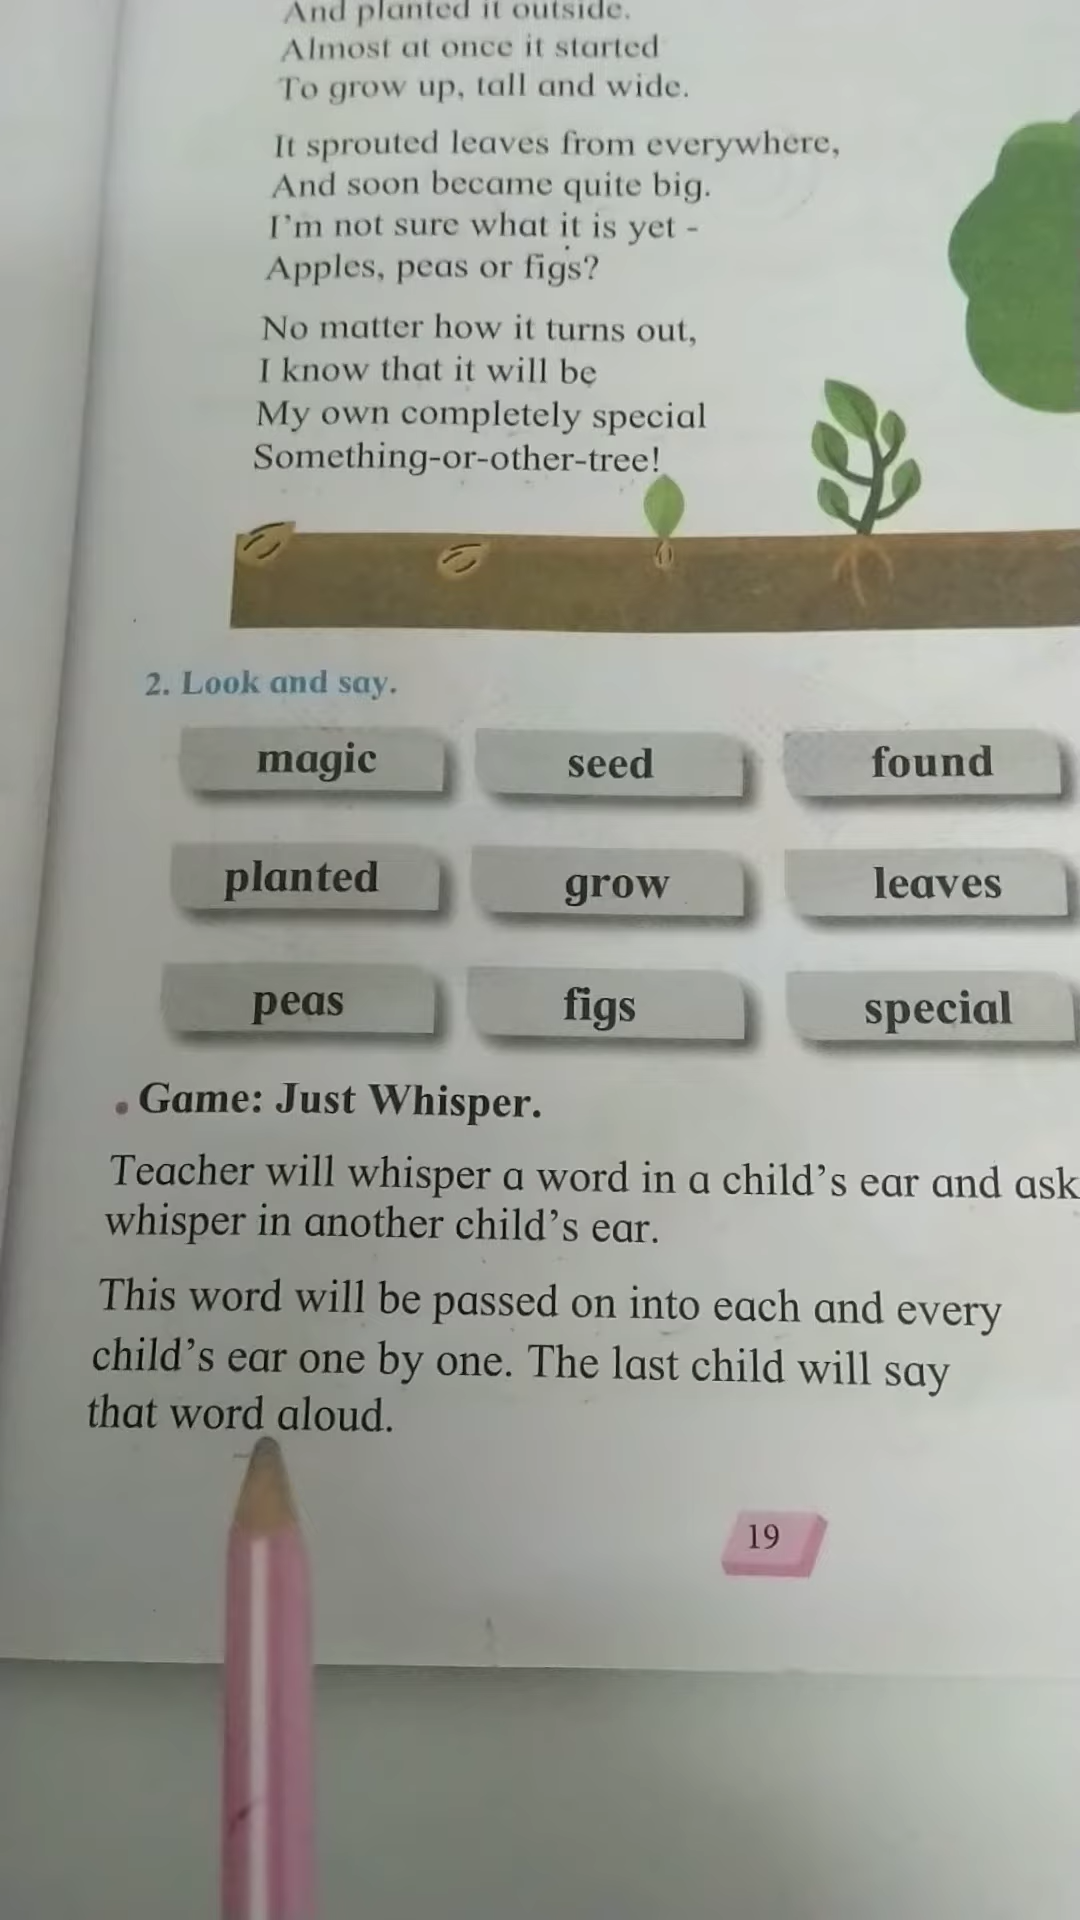 And planted it outside.
Almost at once it started
To grow up, tall and wide.
It sprouted leaves from everywhere,
And soon became quite big.
I'm not sure what it is yet -
Apples, peas or figs?
No matter how it turns out,
I know that it will be
My own completely special
Something-or-other-tree!
2. Look and say.
magic seed found
planted grow leaves
peas figs special
Game: Just Whisper.
Teacher will whisper a word in a child's ear and ask
whisper in another child's ear.
This word will be passed on into each and every
child's ear one by one. The last child will say
that word aloud.
19